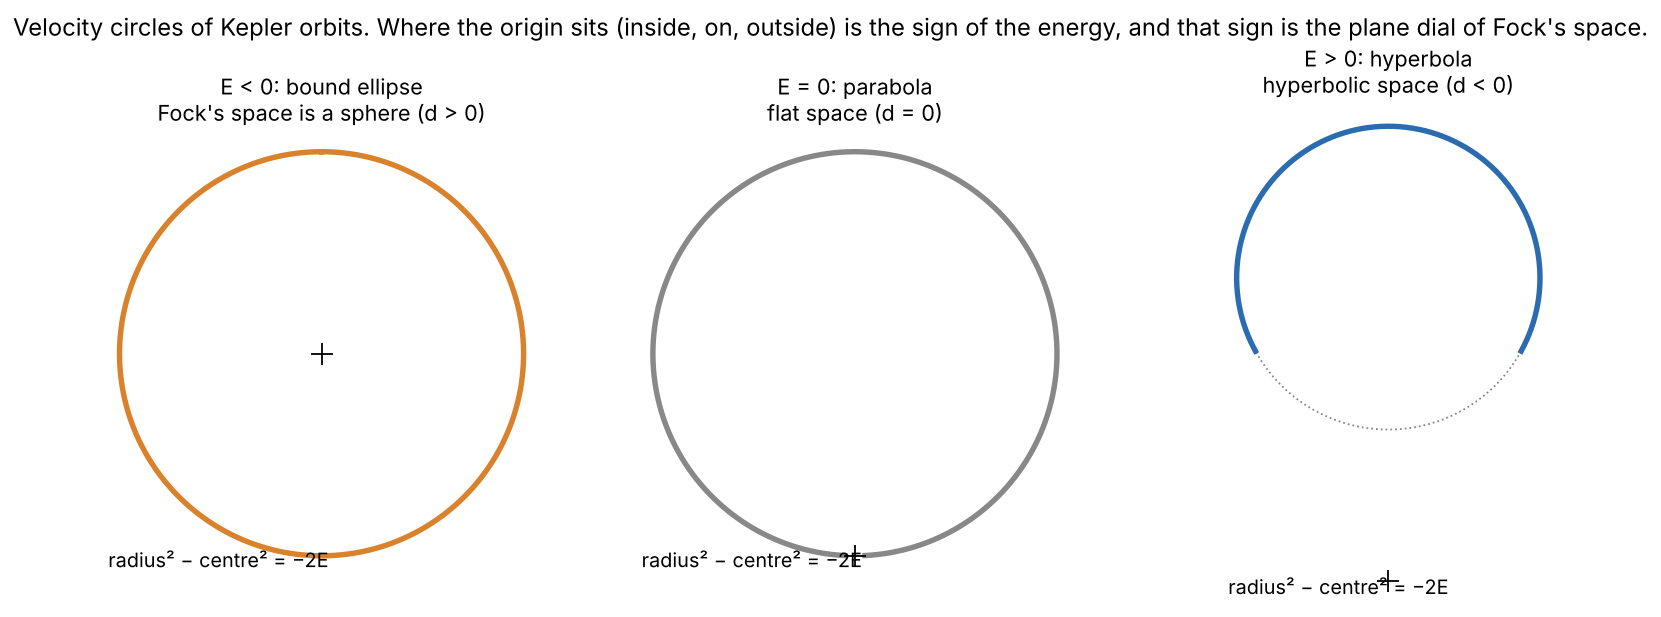 Velocity circles of Kepler orbits. Where the origin sits (inside, on, outside) is the sign of the energy, and that sign is the plane dial of Fock's space.
E < 0: bound ellipse
Fock's space is a sphere (d > 0)
radius² − centre² = −2E
E = 0: parabola
flat space (d = 0)
radius² − centre² = −2E
E > 0: hyperbola
hyperbolic space (d < 0)
radius² − centre² = −2E